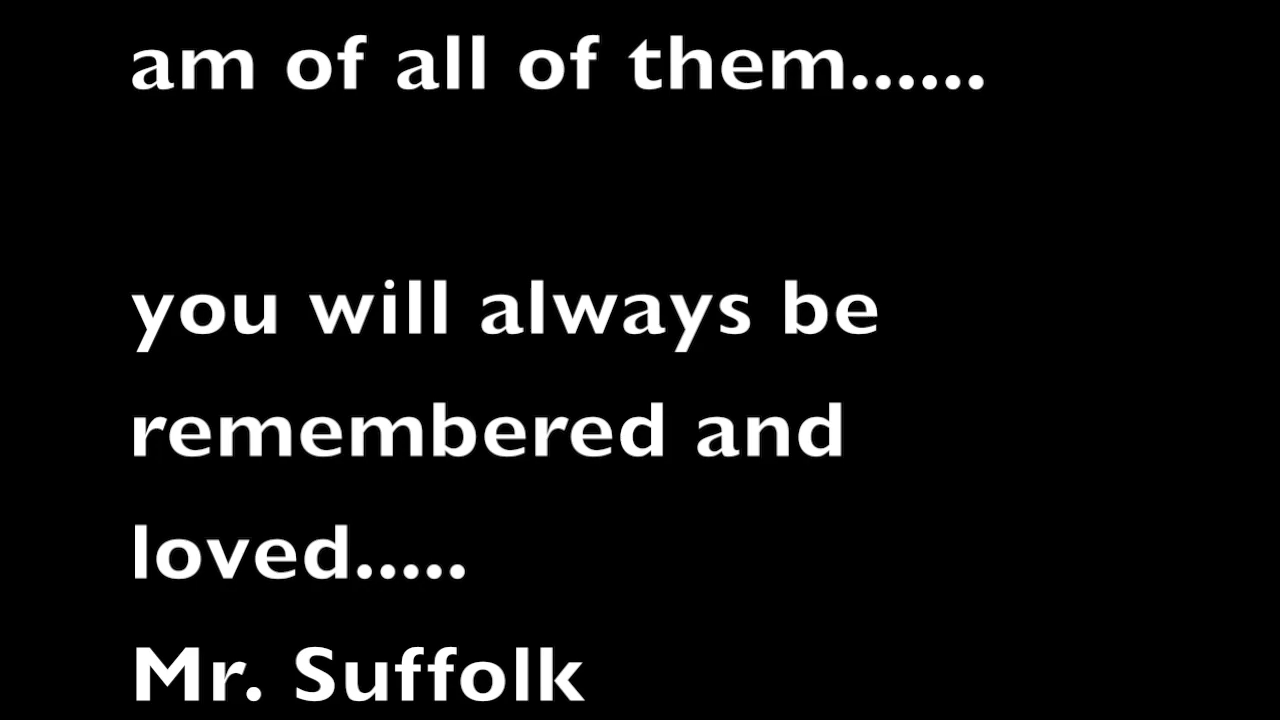 am of all of them......
you will always be
remembered and
loved.....
Mr. Suffolk